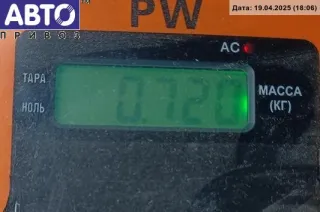 АВТО
ПРИВОЗ
PW
Дата: 19.04.2025 (18:06)
AC
ТАРА
НОЛЬ
0.720
МАССА
(КГ)